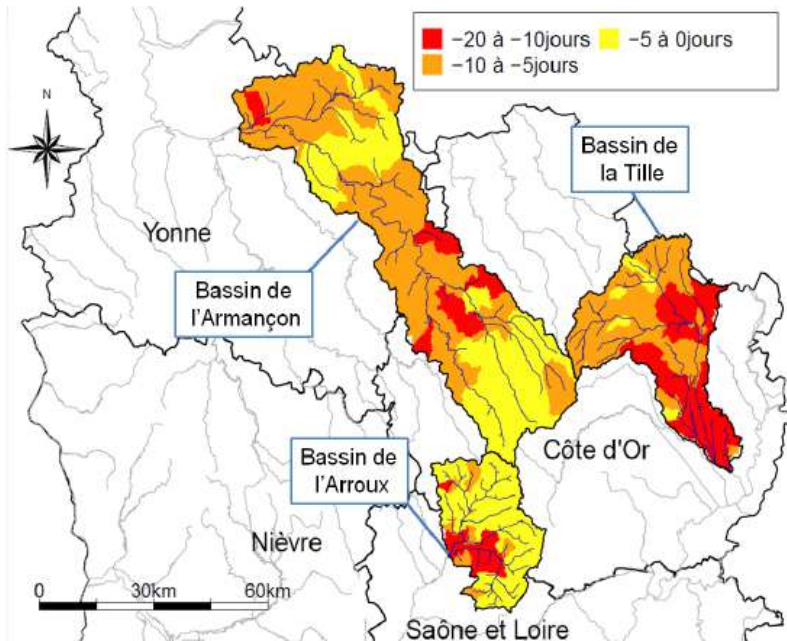 −20 à −10jours
−5 à 0jours
−10 à −5jours
N
Bassin de
la Tille
Yonne
Bassin de
l'Armançon
Bassin de
l'Arroux
Côte d'Or
Nièvre
0 30km 60km
Saône et Loire